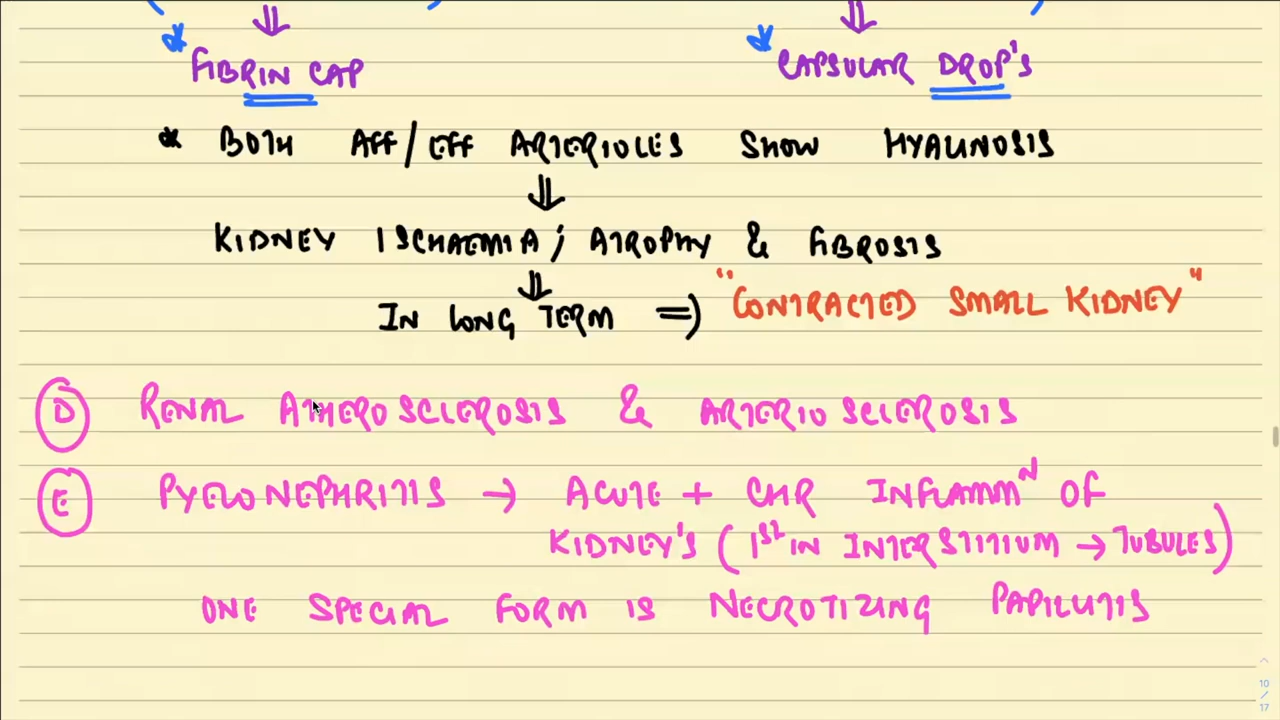 FIBRIN CAP
CAPSULAR DROP'S
* BOTH AFF/EFF ARTERIOLES SHOW HYALINOSIS
⇓
KIDNEY ISCHAEMIA; ATROPHY & FIBROSIS
⇓
IN LONG TERM ⇒ "CONTRACTED SMALL KIDNEY"
D RENAL ATHEROSCLEROSIS & ARTERIOSCLEROSIS
E PYELONEPHRITIS → ACUTE + CHR INFLAMMN OF
KIDNEY'S (1ST IN INTERSTITIUM → TUBULES)
ONE SPECIAL FORM IS NECROTIZING PAPILLITIS
10
/
17